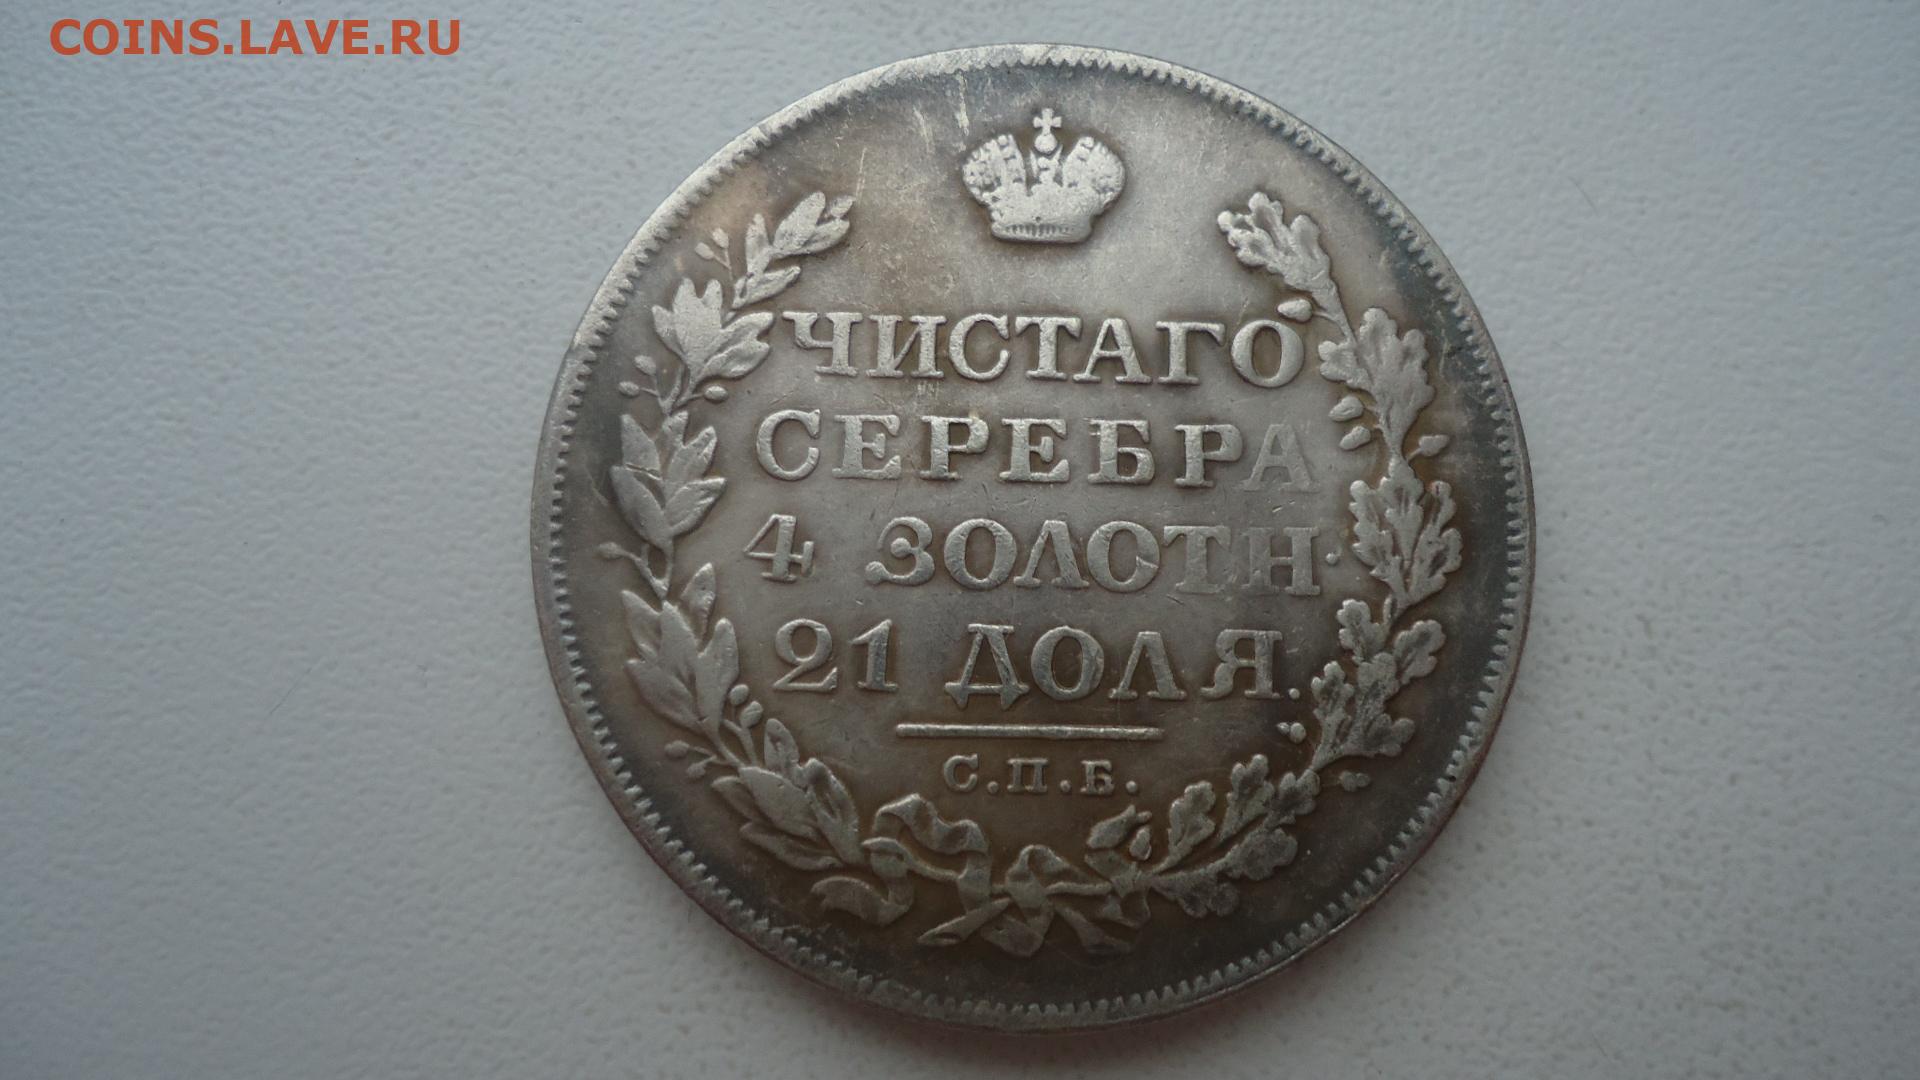 COINS.LAVE.RU
ЧИСТАГО
СЕРЕБРА
4 ЗОЛОТН·
21 ДОЛЯ.
С.П.Б.